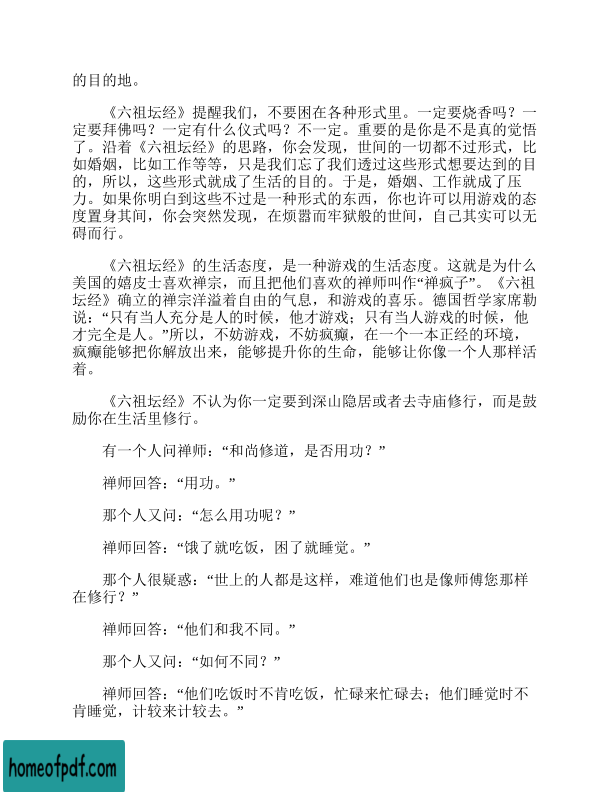 的目的地。
《六祖坛经》提醒我们，不要困在各种形式里。一定要烧香吗？一
定要拜佛吗？一定有什么仪式吗？不一定。重要的是你是不是真的觉悟
了。沿着《六祖坛经》的思路，你会发现，世间的一切都不过形式，比
如婚姻，比如工作等等，只是我们忘了我们透过这些形式想要达到的目
的，所以，这些形式就成了生活的目的。于是，婚姻、工作就成了压
力。如果你明白到这些不过是一种形式的东西，你也许可以用游戏的态
度置身其间，你会突然发现，在烦嚣而牢狱般的世间，自己其实可以无
碍而行。
《六祖坛经》的生活态度，是一种游戏的生活态度。这就是为什么
美国的嬉皮士喜欢禅宗，而且把他们喜欢的禅师叫作“禅疯子”。《六祖
坛经》确立的禅宗洋溢着自由的气息，和游戏的喜乐。德国哲学家席勒
说：“只有当人充分是人的时候，他才游戏；只有当人游戏的时候，他
才完全是人。”所以，不妨游戏，不妨疯癫，在一个一本正经的环境，
疯癫能够把你解放出来，能够提升你的生命，能够让你像一个人那样活
着。
《六祖坛经》不认为你一定要到深山隐居或者去寺庙修行，而是鼓
励你在生活里修行。
有一个人问禅师：“和尚修道，是否用功？”
禅师回答：“用功。”
那个人又问：“怎么用功呢？”
禅师回答：“饿了就吃饭，困了就睡觉。”
那个人很疑惑：“世上的人都是这样，难道他们也是像师傅您那样
在修行？”
禅师回答：“他们和我不同。”
那个人又问：“如何不同？”
禅师回答：“他们吃饭时不肯吃饭，忙碌来忙碌去；他们睡觉时不
肯睡觉，计较来计较去。”
homeofpdf.com